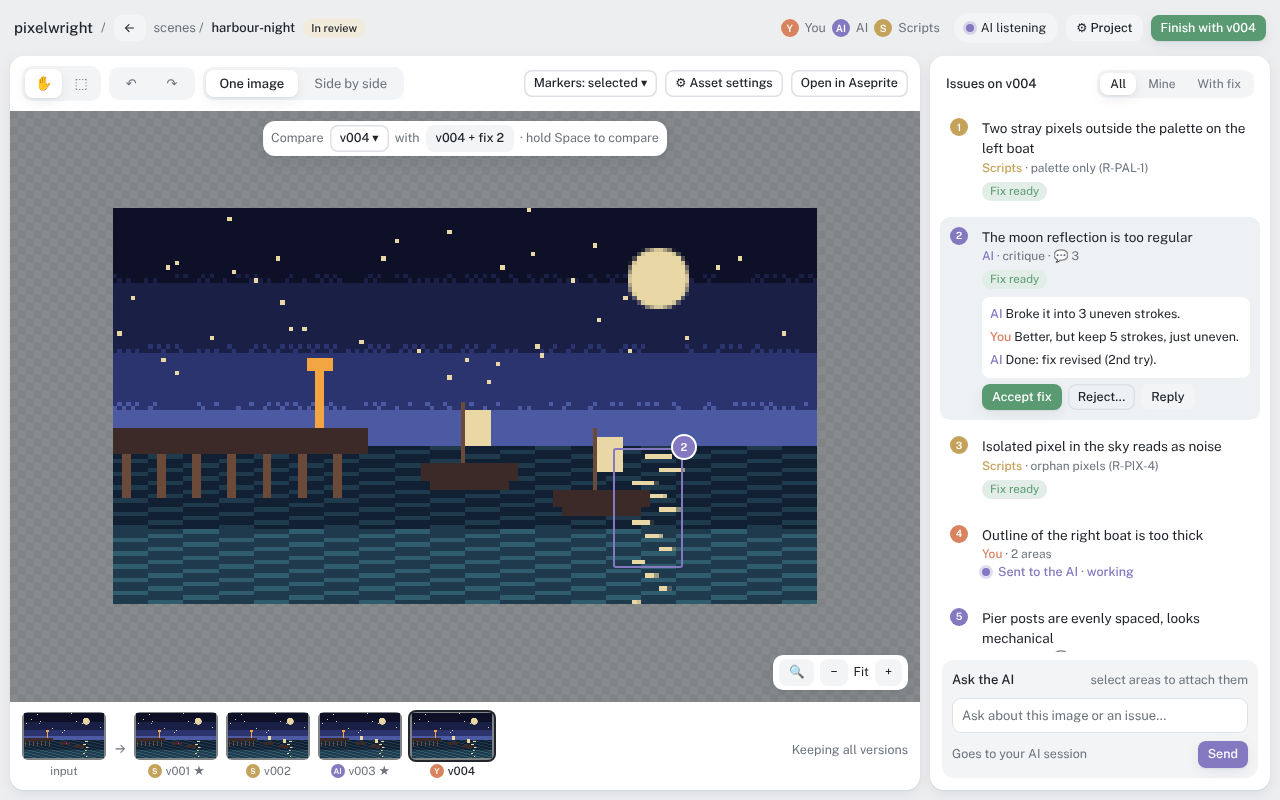 pixelwright / ← scenes / harbour-night In review
Y You AI AI S Scripts AI listening ⚙ Project Finish with v004
One image Side by side Markers: selected ▾ ⚙ Asset settings Open in Aseprite
Compare v004 ▾ with v004 + fix 2 · hold Space to compare
2
− Fit +
input → S v001 ★ S v002 AI v003 ★ Y v004
Keeping all versions
Issues on v004 All Mine With fix
1 Two stray pixels outside the palette on the
left boat
Scripts · palette only (R-PAL-1)
Fix ready
2 The moon reflection is too regular
AI · critique · 💬 3
Fix ready
AI Broke it into 3 uneven strokes.
You Better, but keep 5 strokes, just uneven.
AI Done: fix revised (2nd try).
Accept fix Reject... Reply
3 Isolated pixel in the sky reads as noise
Scripts · orphan pixels (R-PIX-4)
Fix ready
4 Outline of the right boat is too thick
You · 2 areas
Sent to the AI · working
5 Pier posts are evenly spaced, looks
mechanical
Ask the AI select areas to attach them
Ask about this image or an issue...
Goes to your AI session Send